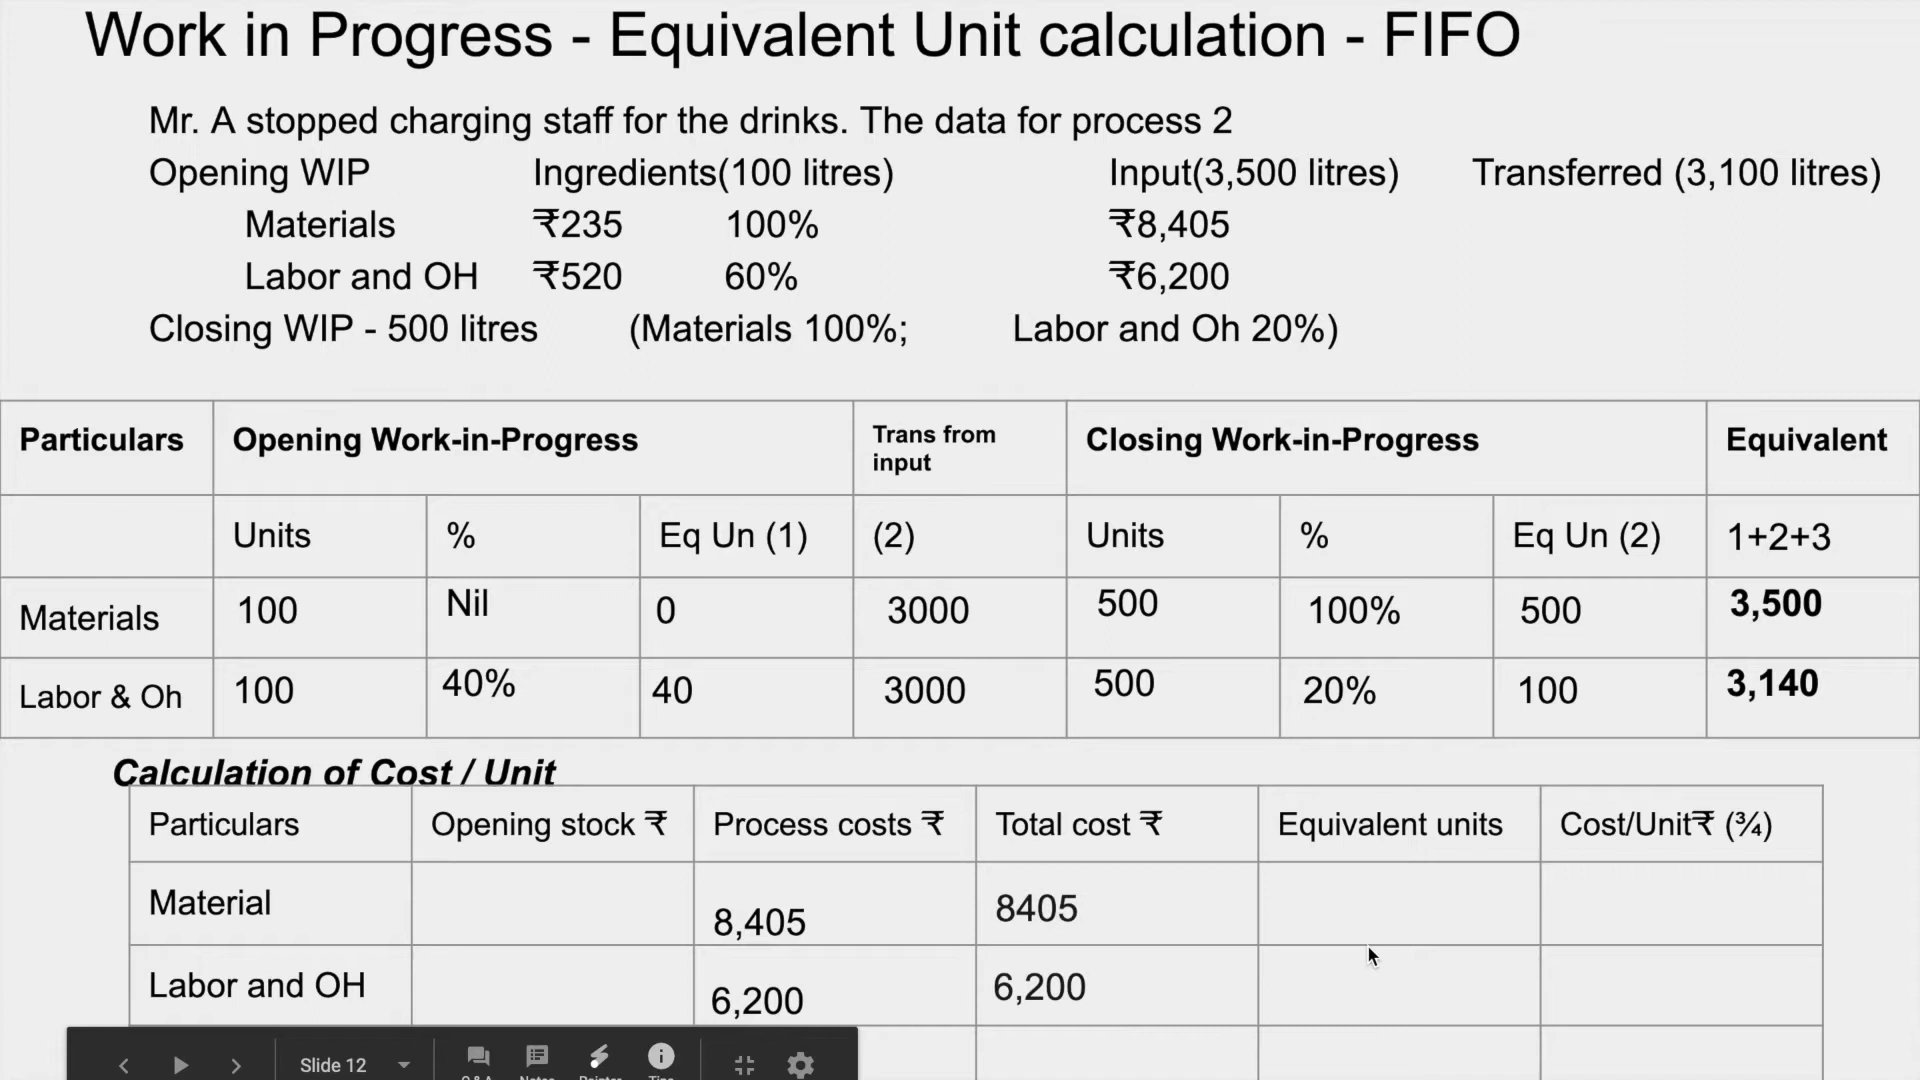 Work in Progress - Equivalent Unit calculation - FIFO
Mr. A stopped charging staff for the drinks. The data for process 2
Opening WIP Ingredients(100 litres) Input(3,500 litres) Transferred (3,100 litres)
Materials ₹235 100% ₹8,405
Labor and OH ₹520 60% ₹6,200
Closing WIP - 500 litres (Materials 100%; Labor and Oh 20%)
Particulars Opening Work-in-Progress Trans from input Closing Work-in-Progress Equivalent
Units % Eq Un (1) (2) Units % Eq Un (2) 1+2+3
Materials 100 Nil 0 3000 500 100% 500 3,500
Labor & Oh 100 40% 40 3000 500 20% 100 3,140
Calculation of Cost / Unit
Particulars Opening stock ₹ Process costs ₹ Total cost ₹ Equivalent units Cost/Unit₹ (¾)
Material 8,405 8405
Labor and OH 6,200 6,200
Slide 12